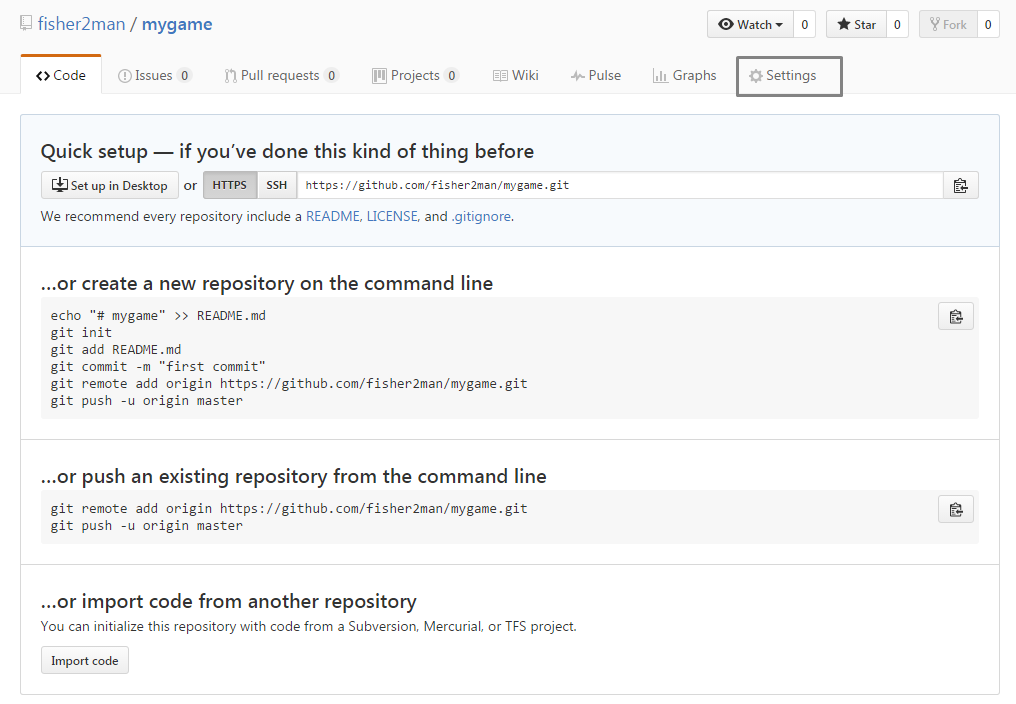 fisher2man / mygame
Watch 0 Star 0 Fork 0
Code Issues 0 Pull requests 0 Projects 0 Wiki Pulse Graphs Settings
Quick setup — if you’ve done this kind of thing before
Set up in Desktop or HTTPS SSH https://github.com/fisher2man/mygame.git
We recommend every repository include a README, LICENSE, and .gitignore.
…or create a new repository on the command line
echo "# mygame" >> README.md
git init
git add README.md
git commit -m "first commit"
git remote add origin https://github.com/fisher2man/mygame.git
git push -u origin master
…or push an existing repository from the command line
git remote add origin https://github.com/fisher2man/mygame.git
git push -u origin master
…or import code from another repository
You can initialize this repository with code from a Subversion, Mercurial, or TFS project.
Import code